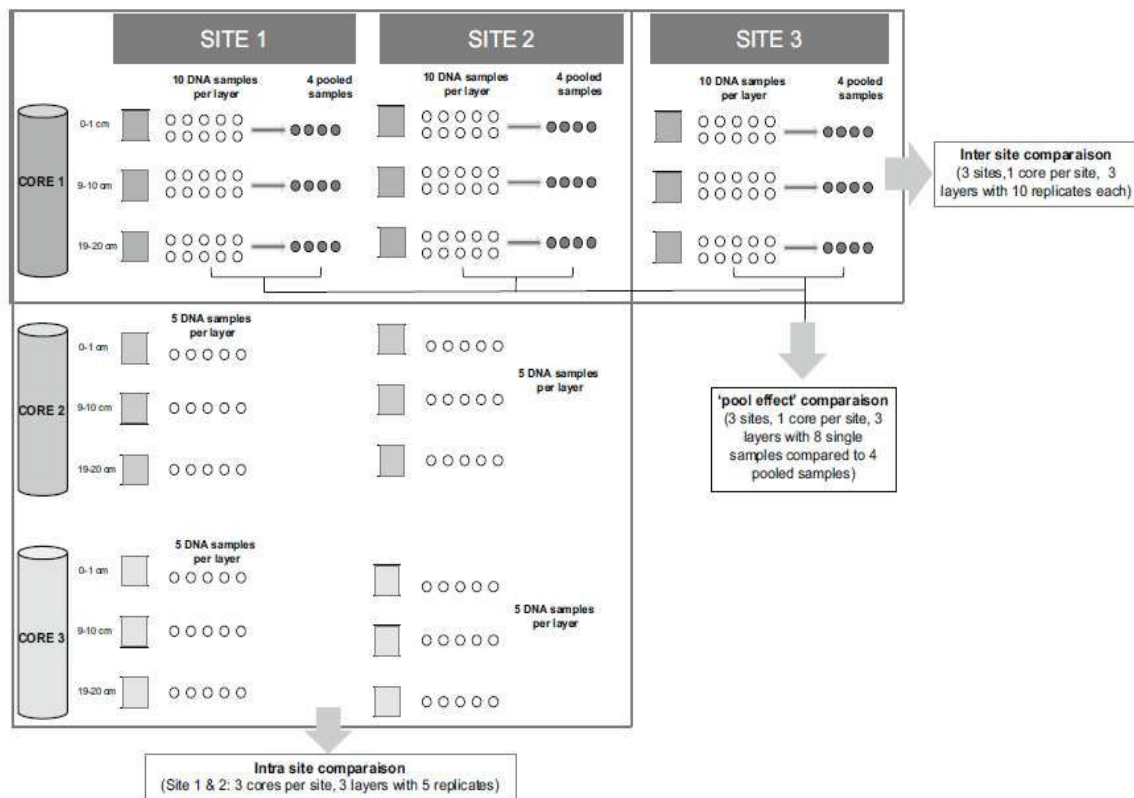 SITE 1
SITE 2
SITE 3
10 DNA samples
per layer
4 pooled
samples
10 DNA samples
per layer
4 pooled
samples
10 DNA samples
per layer
4 pooled
samples
CORE 1
0-1 cm
9-10 cm
19-20 cm
Inter site comparaison
(3 sites,1 core per site, 3
layers with 10 replicates each)
CORE 2
5 DNA samples
per layer
0-1 cm
9-10 cm
19-20 cm
5 DNA samples
per layer
'pool effect' comparaison
(3 sites, 1 core per site, 3
layers with 8 single
samples compared to 4
pooled samples)
CORE 3
5 DNA samples
per layer
0-1 cm
9-10 cm
19-20 cm
5 DNA samples
per layer
Intra site comparaison
(Site 1 & 2: 3 cores per site, 3 layers with 5 replicates)